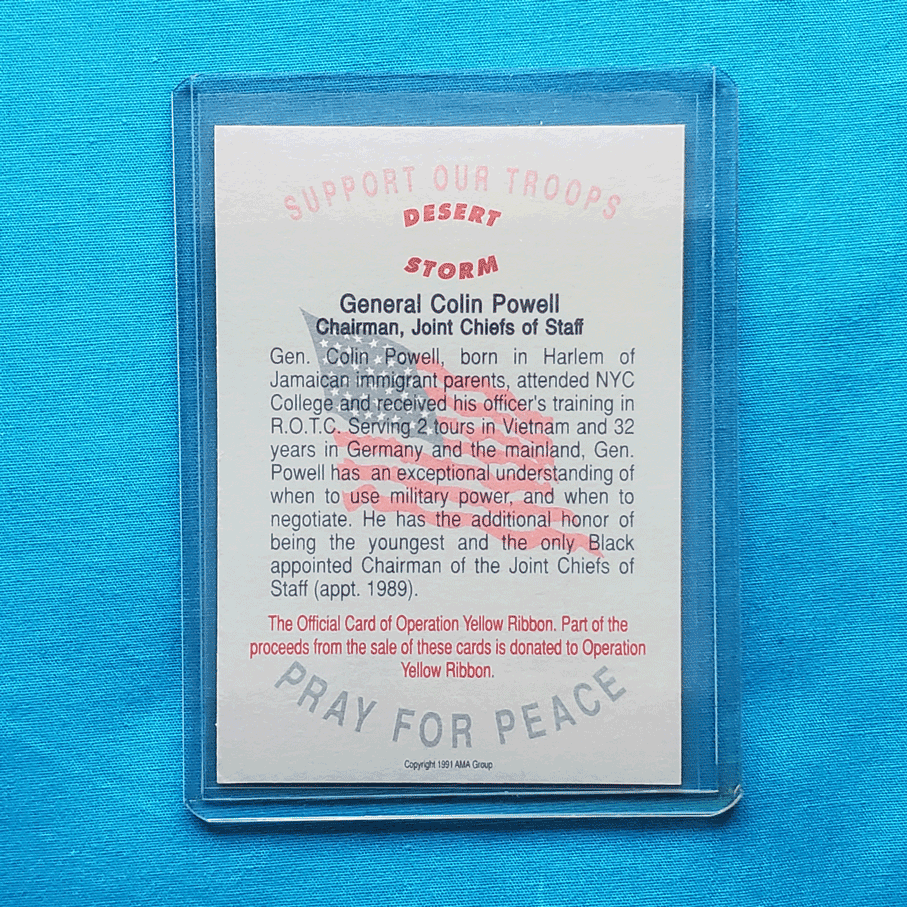 SUPPORT OUR TROOPS
DESERT
STORM
General Colin Powell
Chairman, Joint Chiefs of Staff
Gen. Colin Powell, born in Harlem of
Jamaican immigrant parents, attended NYC
College and received his officer's training in
R.O.T.C. Serving 2 tours in Vietnam and 32
years in Germany and the mainland, Gen.
Powell has an exceptional understanding of
when to use military power, and when to
negotiate. He has the additional honor of
being the youngest and the only Black
appointed Chairman of the Joint Chiefs of
Staff (appt. 1989).
The Official Card of Operation Yellow Ribbon. Part of the
proceeds from the sale of these cards is donated to Operation
Yellow Ribbon.
PRAY FOR PEACE
Copyright 1991 AMA Group